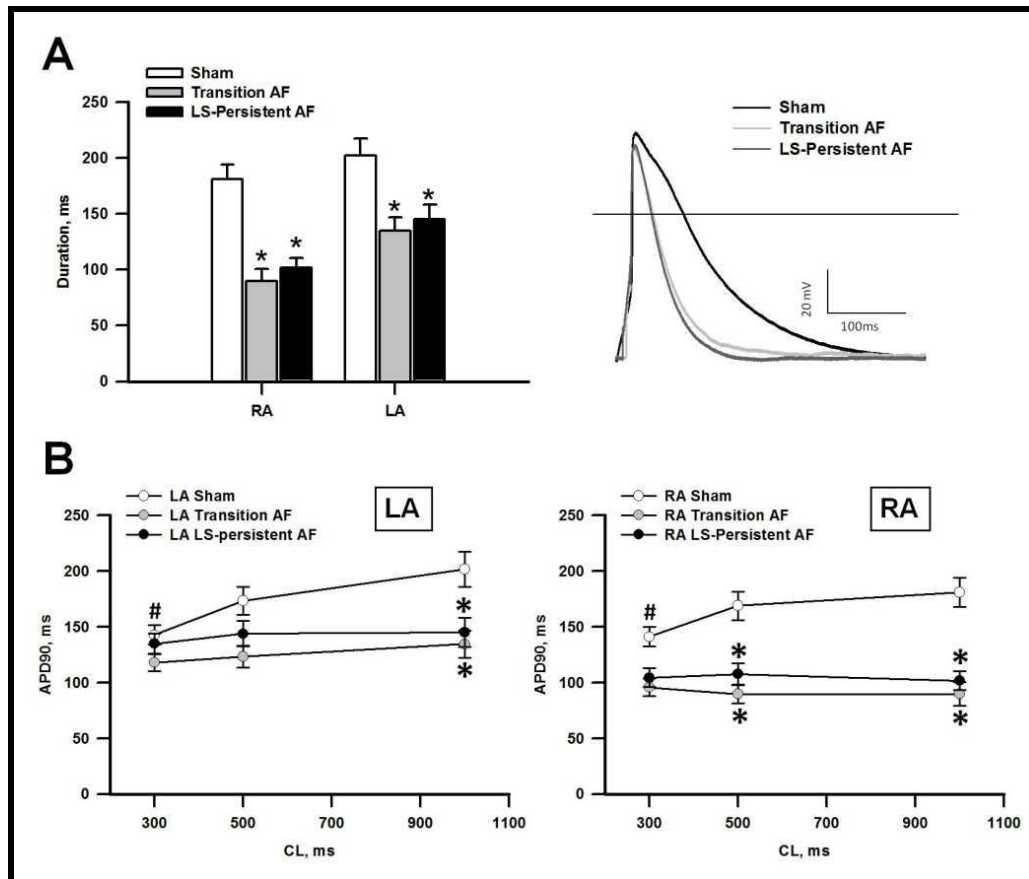 A
Sham
Transition AF
LS-Persistent AF
250
200
150
100
50
0
Duration, ms
* * * *
RA LA
Sham
Transition AF
LS-Persistent AF
20 mV
100ms
B
LA Sham
LA Transition AF
LA LS-persistent AF
LA
250
200
150
100
50
0
APD90, ms
#
*
*
300 500 700 900 1100
CL, ms
RA Sham
RA Transition AF
RA LS-Persistent AF
RA
250
200
150
100
50
0
APD90, ms
#
* *
* *
300 500 700 900 1100
CL, ms